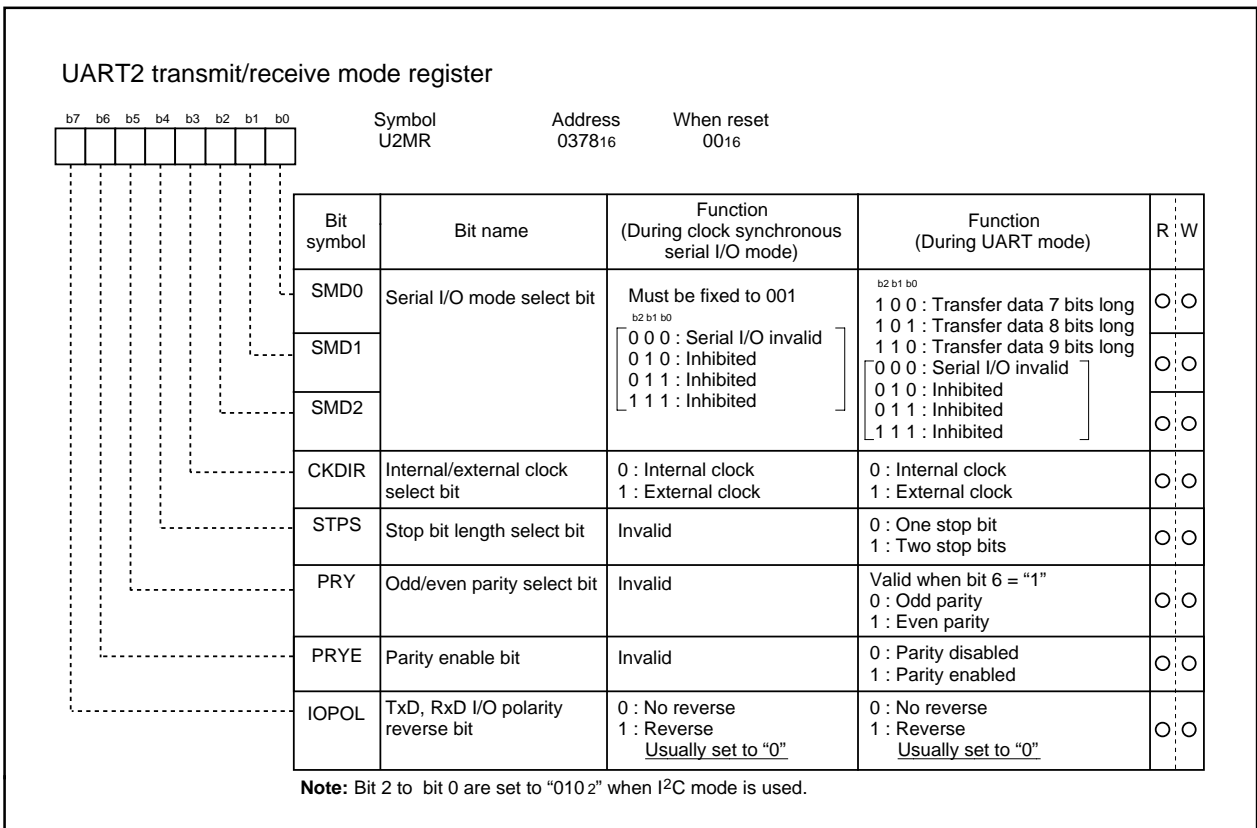 UART2 transmit/receive mode register
b7 b6 b5 b4 b3 b2 b1 b0
Symbol Address When reset
U2MR 037816 0016
Bit symbol
Bit name
Function
(During clock synchronous
serial I/O mode)
Function
(During UART mode)
R W
SMD0
SMD1
SMD2
Serial I/O mode select bit
Must be fixed to 001
b2 b1 b0
0 0 0 : Serial I/O invalid
0 1 0 : Inhibited
0 1 1 : Inhibited
1 1 1 : Inhibited
b2 b1 b0
1 0 0 : Transfer data 7 bits long
1 0 1 : Transfer data 8 bits long
1 1 0 : Transfer data 9 bits long
0 0 0 : Serial I/O invalid
0 1 0 : Inhibited
0 1 1 : Inhibited
1 1 1 : Inhibited
CKDIR
Internal/external clock
select bit
0 : Internal clock
1 : External clock
0 : Internal clock
1 : External clock
STPS
Stop bit length select bit
Invalid
0 : One stop bit
1 : Two stop bits
PRY
Odd/even parity select bit
Invalid
Valid when bit 6 = “1”
0 : Odd parity
1 : Even parity
PRYE
Parity enable bit
Invalid
0 : Parity disabled
1 : Parity enabled
IOPOL
TxD, RxD I/O polarity
reverse bit
0 : No reverse
1 : Reverse
Usually set to “0”
0 : No reverse
1 : Reverse
Usually set to “0”
Note: Bit 2 to bit 0 are set to “010 2” when I2C mode is used.